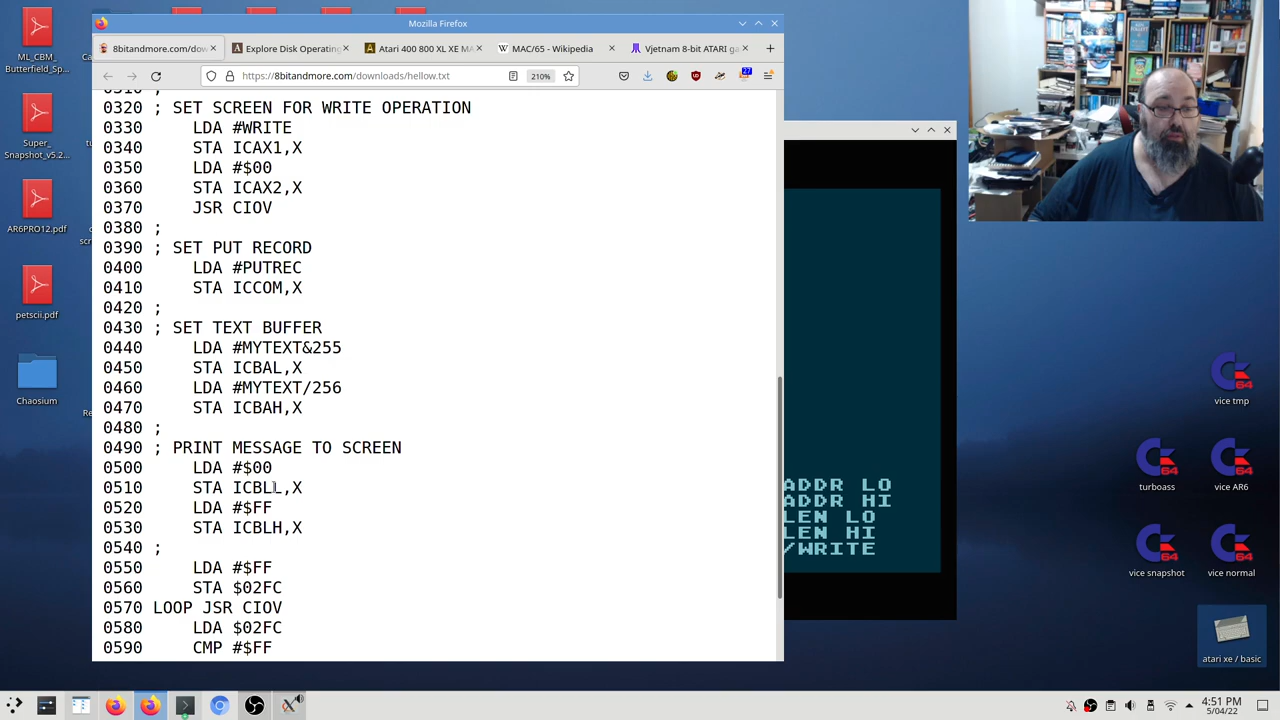 Mozilla Firefox
8bitandmore.com/dow
Explore Disk Operatin
Atari 400 800 XL XE MA
MAC/65 - Wikipedia
Vjetnam 8-bit ATARI ga
https://8bitandmore.com/downloads/hellow.txt
210%
27
0320 ; SET SCREEN FOR WRITE OPERATION
0330 LDA #WRITE
0340 STA ICAX1,X
0350 LDA #$00
0360 STA ICAX2,X
0370 JSR CIOV
0380 ;
0390 ; SET PUT RECORD
0400 LDA #PUTREC
0410 STA ICCOM,X
0420 ;
0430 ; SET TEXT BUFFER
0440 LDA #MYTEXT&255
0450 STA ICBAL,X
0460 LDA #MYTEXT/256
0470 STA ICBAH,X
0480 ;
0490 ; PRINT MESSAGE TO SCREEN
0500 LDA #$00
0510 STA ICBLL,X
0520 LDA #$FF
0530 STA ICBLH,X
0540 ;
0550 LDA #$FF
0560 STA $02FC
0570 LOOP JSR CIOV
0580 LDA $02FC
0590 CMP #$FF
ADDR LO
ADDR HI
LEN LO
LEN HI
/WRITE
ML_CBM_
Butterfield_Sp...
Super_
Snapshot_v5.2...
AR6PRO12.pdf
petscii.pdf
Chaosium
vice tmp
turboass
vice AR6
vice snapshot
vice normal
atari xe / basic
4:51 PM
5/04/22